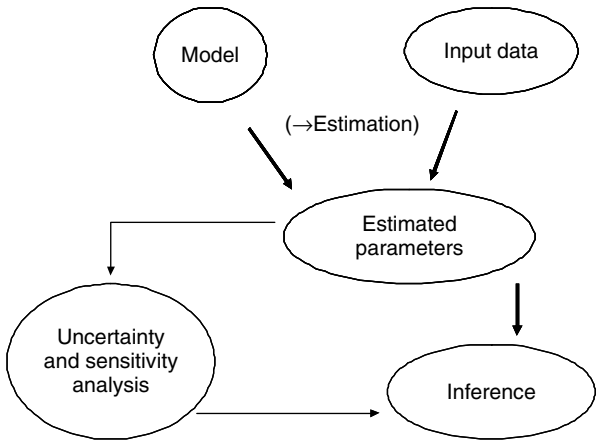 Model
Input data
(→Estimation)
Estimated
parameters
Uncertainty
and sensitivity
analysis
Inference